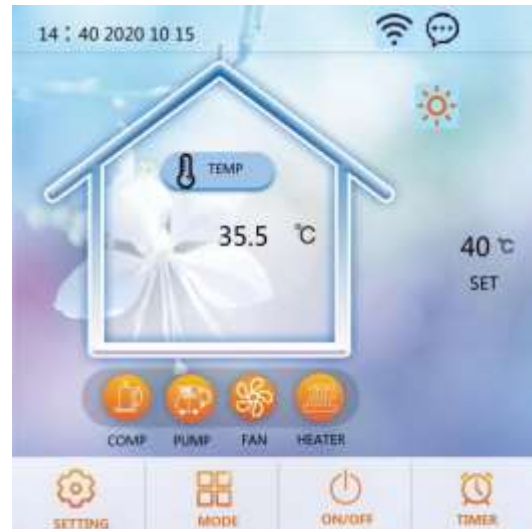 14 : 40 2020 10 15
TEMP
35.5 ℃
40 ℃
SET
COMP PUMP FAN HEATER
SETTING MODE ON/OFF TIMER